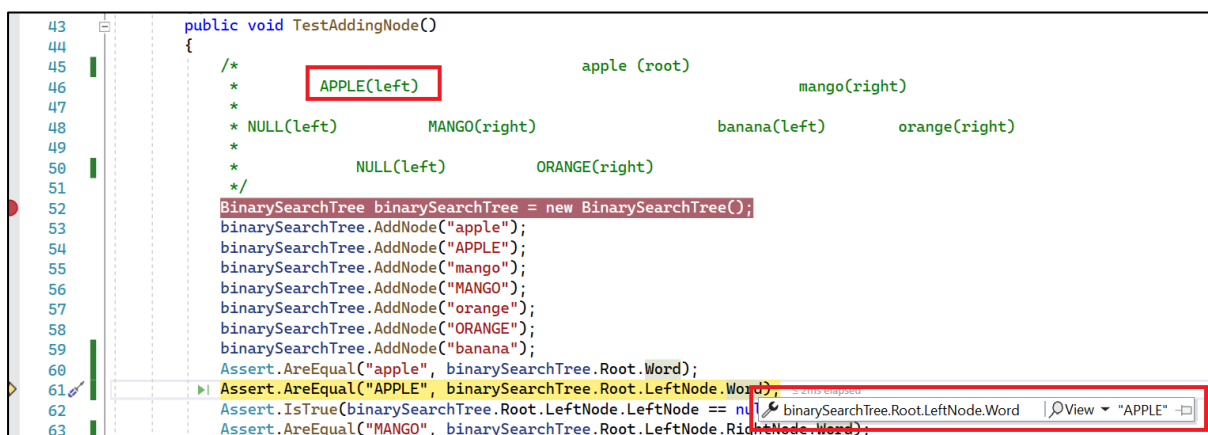 43 public void TestAddingNode()
44 {
45 /* apple (root)
46 * APPLE(left) mango(right)
47 *
48 * NULL(left) MANGO(right) banana(left) orange(right)
49 *
50 * NULL(left) ORANGE(right)
51 */
52 BinarySearchTree binarySearchTree = new BinarySearchTree();
53 binarySearchTree.AddNode("apple");
54 binarySearchTree.AddNode("APPLE");
55 binarySearchTree.AddNode("mango");
56 binarySearchTree.AddNode("MANGO");
57 binarySearchTree.AddNode("orange");
58 binarySearchTree.AddNode("ORANGE");
59 binarySearchTree.AddNode("banana");
60 Assert.AreEqual("apple", binarySearchTree.Root.Word);
61 Assert.AreEqual("APPLE", binarySearchTree.Root.LeftNode.Word); ≤2ms elapsed
62 Assert.IsTrue(binarySearchTree.Root.LeftNode.LeftNode == nu binarySearchTree.Root.LeftNode.Word View "APPLE"
63 Assert.AreEqual("MANGO", binarySearchTree.Root.LeftNode.RightNode.Word);